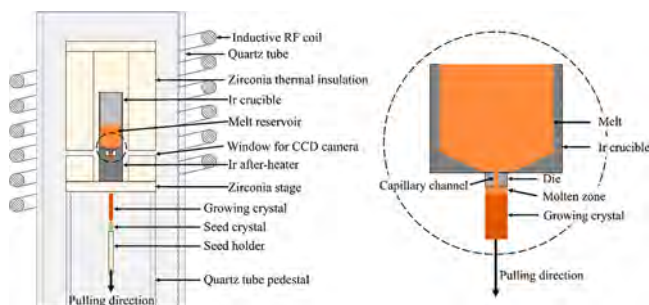 Inductive RF coil
Quartz tube
Zirconia thermal insulation
Ir crucible
Melt reservoir
Window for CCD camera
Ir after-heater
Zirconia stage
Growing crystal
Seed crystal
Seed holder
Quartz tube pedestal
Pulling direction
Melt
Ir crucible
Capillary channel
Die
Molten zone
Growing crystal
Pulling direction